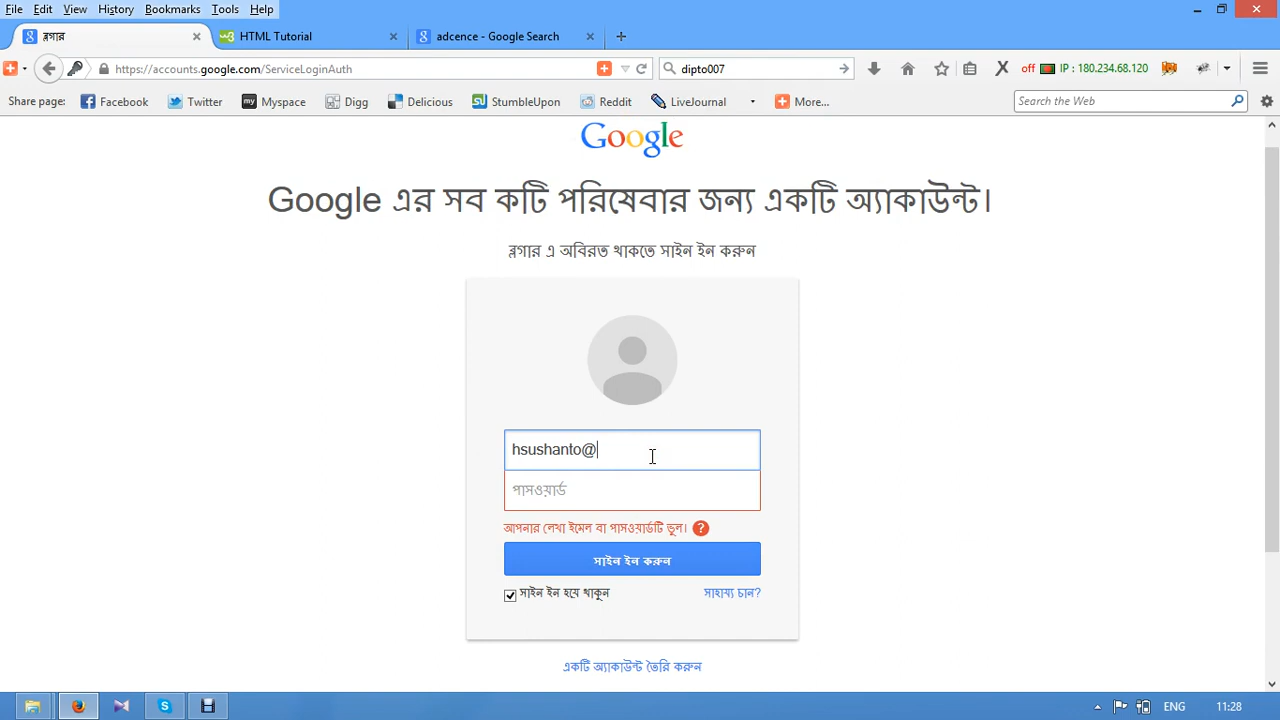 File Edit View History Bookmarks Tools Help
ব্লগার HTML Tutorial adcence - Google Search
https://accounts.google.com/ServiceLoginAuth dipto007 off IP : 180.234.68.120
Share page: Facebook Twitter Myspace Digg Delicious StumbleUpon Reddit LiveJournal More... Search the Web
Google
Google এর সব কটি পরিষেবার জন্য একটি অ্যাকাউন্ট।
ব্লগার এ অবিরত থাকতে সাইন ইন করুন
hsushanto@
পাসওয়ার্ড
আপনার লেখা ইমেল বা পাসওয়ার্ডটি ভুল। ?
সাইন ইন করুন
সাইন ইন হয়ে থাকুন সাহায্য চান?
একটি অ্যাকাউন্ট তৈরি করুন
ENG 11:28